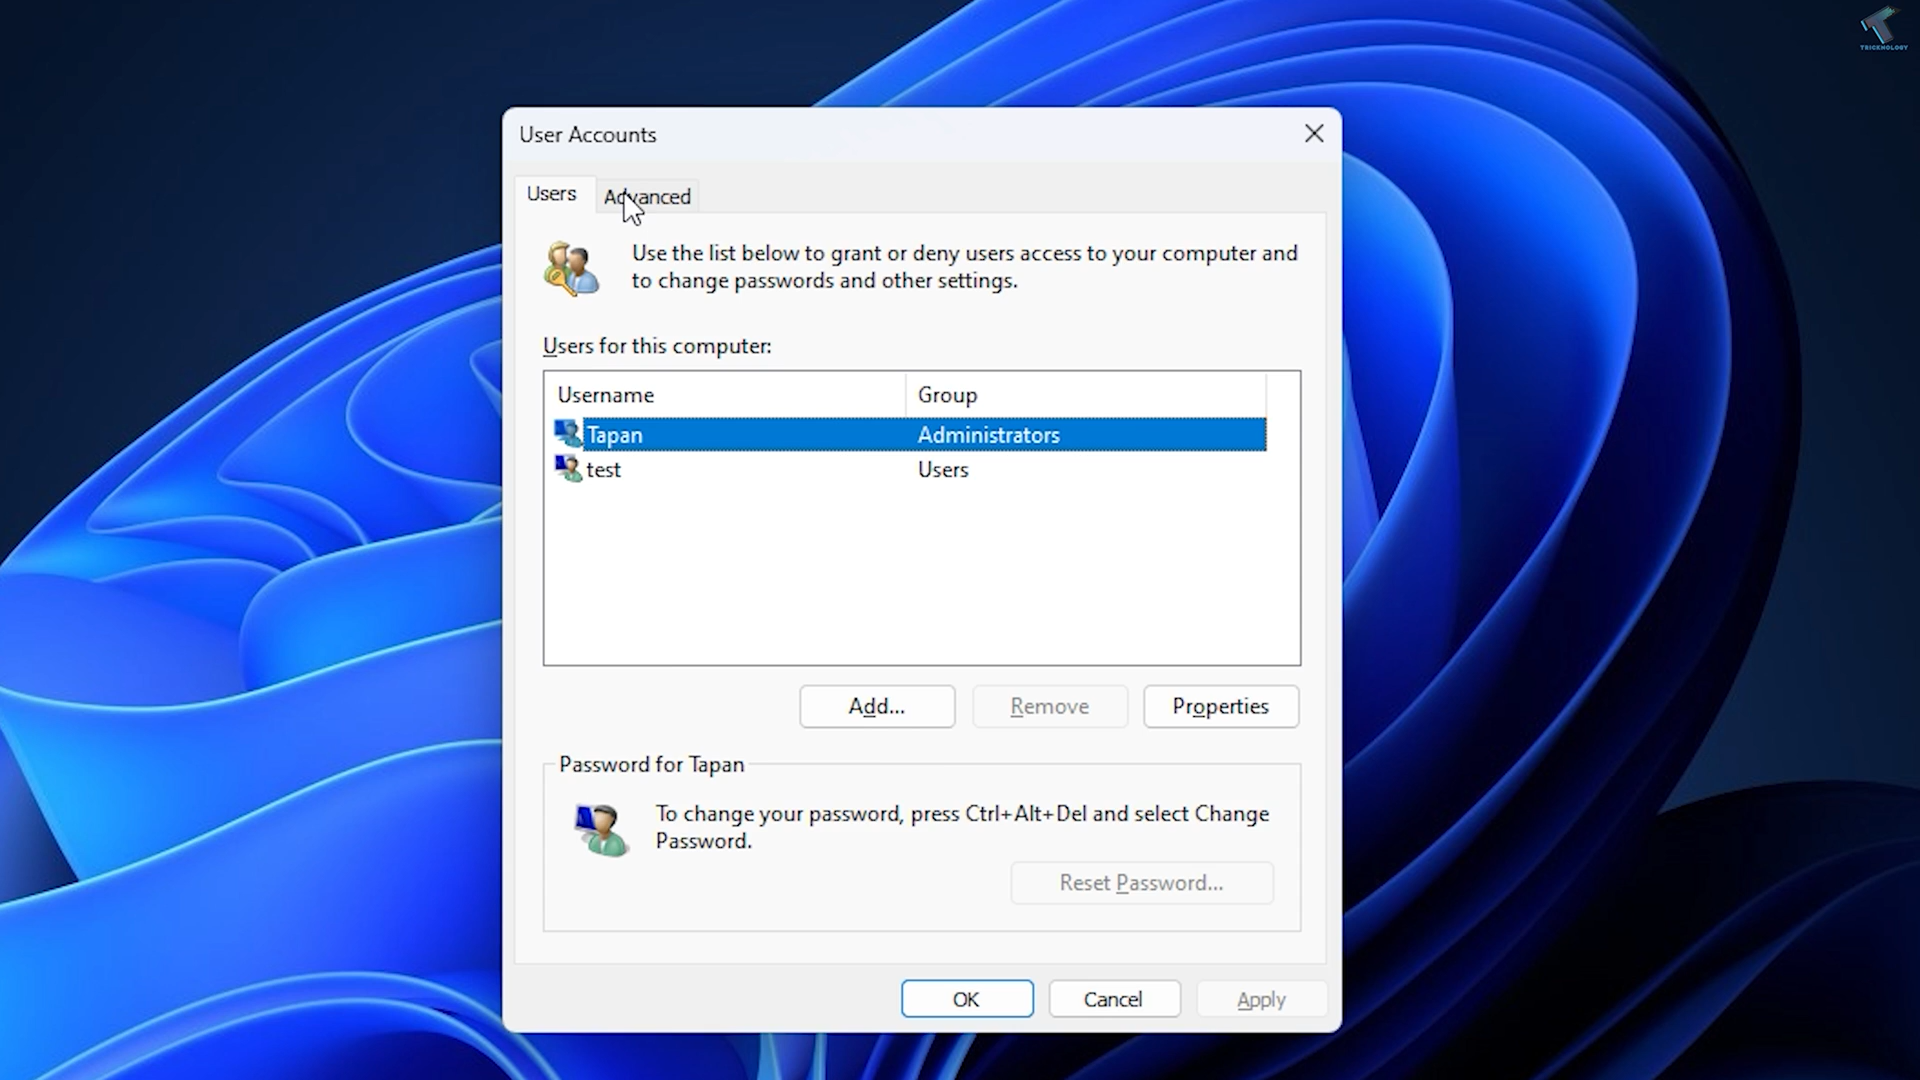 TRICKNOLOGY
User Accounts
Users Advanced
Use the list below to grant or deny users access to your computer and
to change passwords and other settings.
Users for this computer:
Username Group
Tapan Administrators
test Users
Add... Remove Properties
Password for Tapan
To change your password, press Ctrl+Alt+Del and select Change
Password.
Reset Password...
OK Cancel Apply